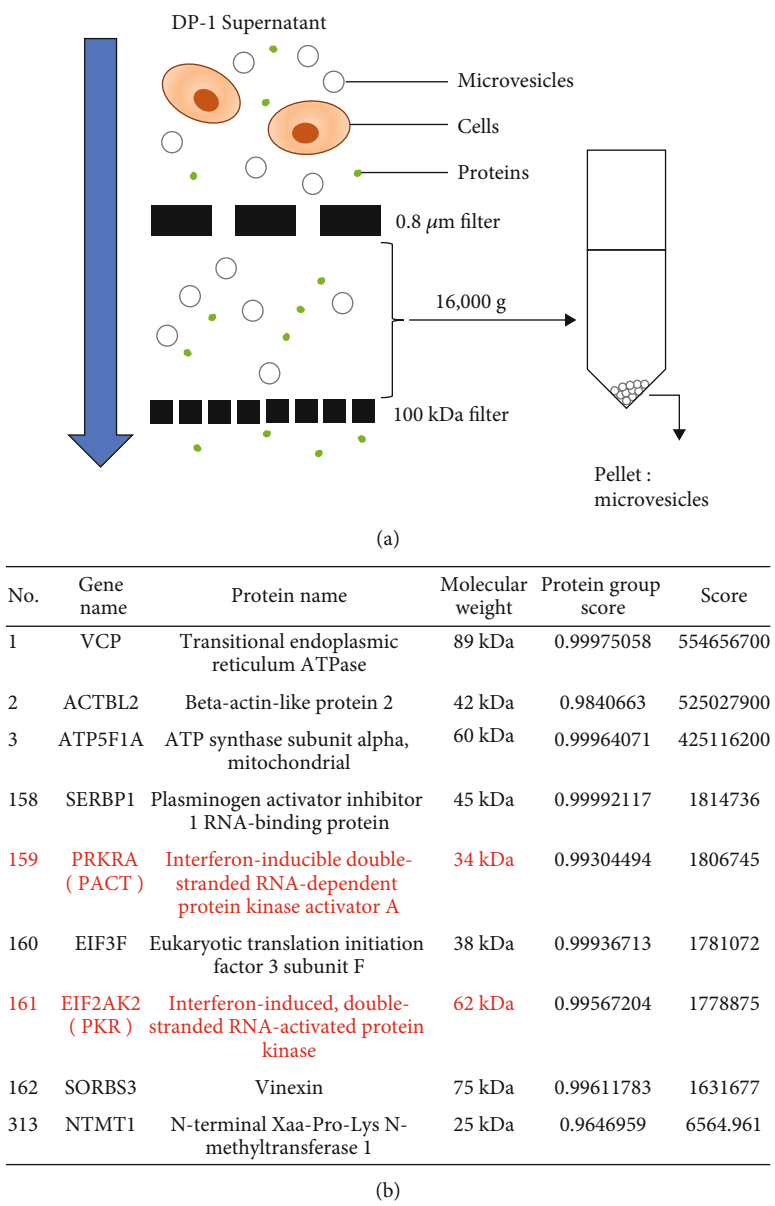 DP-1 Supernatant
Microvesicles
Cells
Proteins
0.8 μm filter
16,000 g
100 kDa filter
Pellet :
microvesicles
(a)
No. Gene name Protein name Molecular weight Protein group score Score
1 VCP Transitional endoplasmic reticulum ATPase 89 kDa 0.99975058 554656700
2 ACTBL2 Beta-actin-like protein 2 42 kDa 0.9840663 525027900
3 ATP5F1A ATP synthase subunit alpha, mitochondrial 60 kDa 0.99964071 425116200
158 SERBP1 Plasminogen activator inhibitor 1 RNA-binding protein 45 kDa 0.99992117 1814736
159 PRKRA ( PACT ) Interferon-inducible double-stranded RNA-dependent protein kinase activator A 34 kDa 0.99304494 1806745
160 EIF3F Eukaryotic translation initiation factor 3 subunit F 38 kDa 0.99936713 1781072
161 EIF2AK2 ( PKR ) Interferon-induced, double-stranded RNA-activated protein kinase 62 kDa 0.99567204 1778875
162 SORBS3 Vinexin 75 kDa 0.99611783 1631677
313 NTMT1 N-terminal Xaa-Pro-Lys N-methyltransferase 1 25 kDa 0.9646959 6564.961
(b)